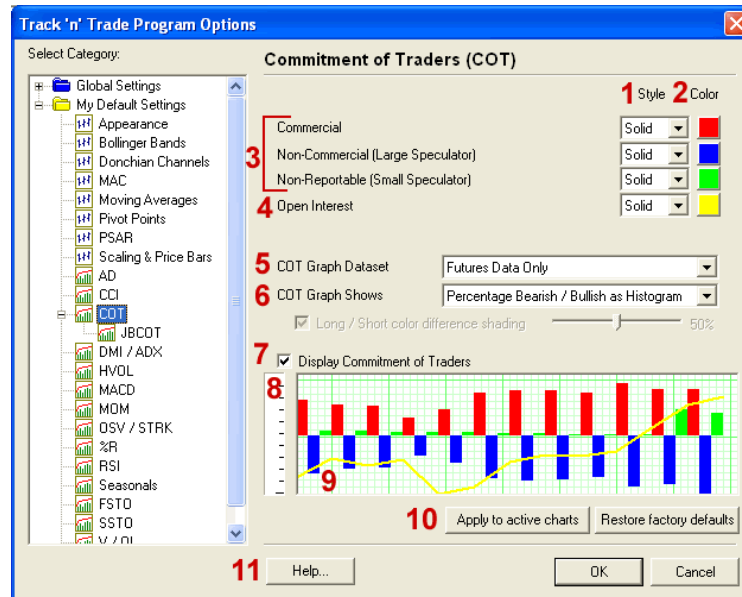 Track 'n' Trade Program Options
Select Category:
Global Settings
My Default Settings
Appearance
Bollinger Bands
Donchian Channels
MAC
Moving Averages
Pivot Points
PSAR
Scaling & Price Bars
AD
CCI
COT
JBCOT
DMI / ADX
HVOL
MACD
MOM
OSV / STRK
%R
RSI
Seasonals
FSTO
SSTO
V / OI
Commitment of Traders (COT)
1 Style 2 Color
Commercial Solid
3 Non-Commercial (Large Speculator) Solid
Non-Reportable (Small Speculator) Solid
4 Open Interest Solid
5 COT Graph Dataset Futures Data Only
6 COT Graph Shows Percentage Bearish / Bullish as Histogram
Long / Short color difference shading 50%
7 Display Commitment of Traders
8
9
10 Apply to active charts Restore factory defaults
11 Help... OK Cancel